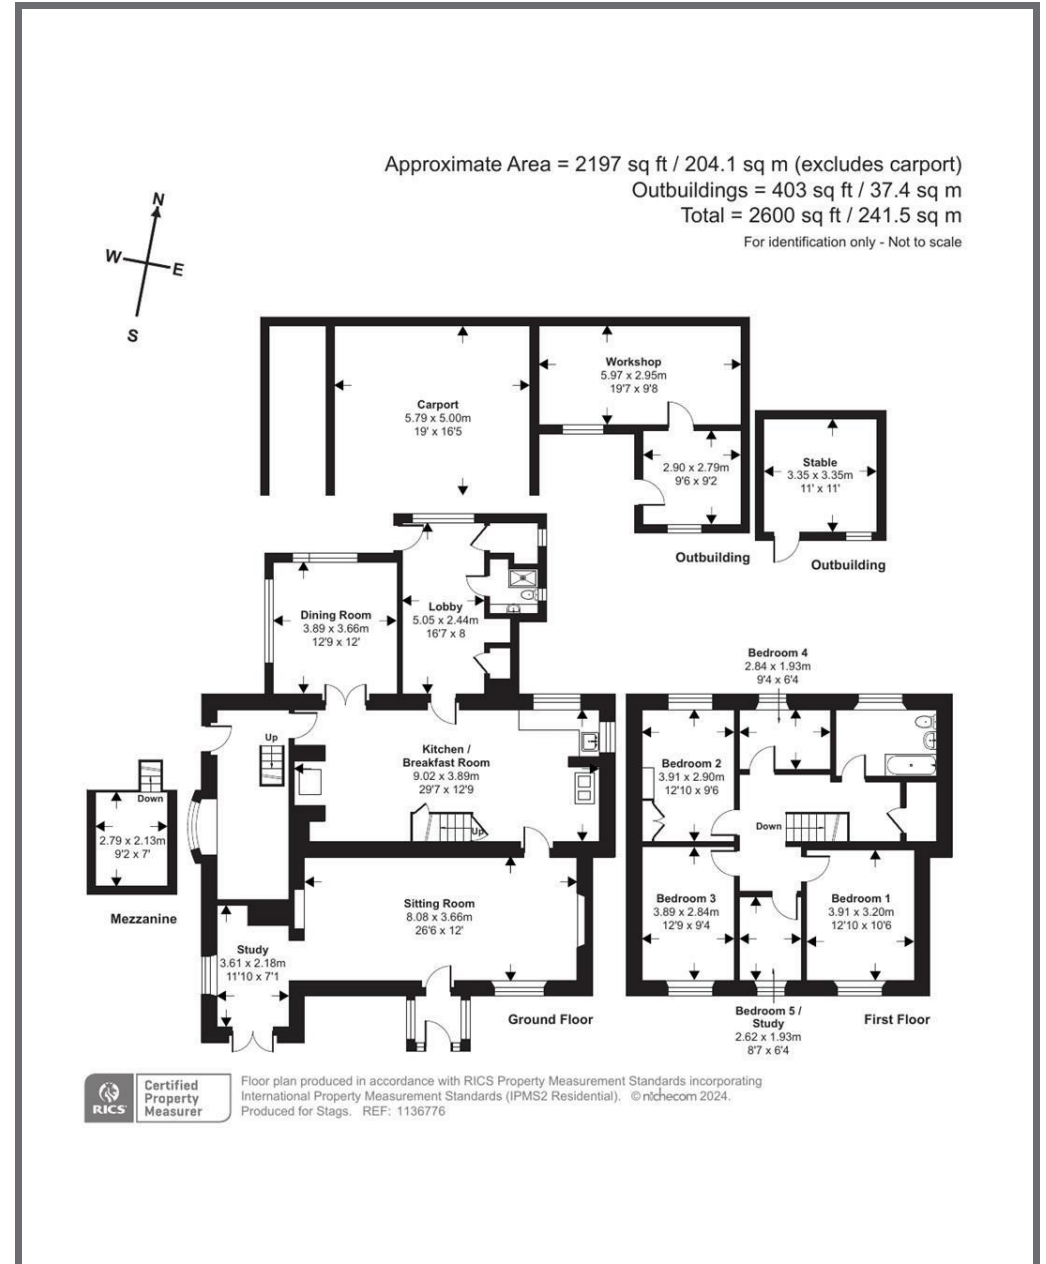 Approximate Area = 2197 sq ft / 204.1 sq m (excludes carport)
Outbuildings = 403 sq ft / 37.4 sq m
Total = 2600 sq ft / 241.5 sq m
For identification only - Not to scale
N
W
E
S
Workshop
5.97 x 2.95m
19'7 x 9'8
Carport
5.79 x 5.00m
19' x 16'5
2.90 x 2.79m
9'6 x 9'2
Stable
3.35 x 3.35m
11' x 11'
Outbuilding
Outbuilding
Dining Room
3.89 x 3.66m
12'9 x 12'
Lobby
5.05 x 2.44m
16'7 x 8
Bedroom 4
2.84 x 1.93m
9'4 x 6'4
Up
Kitchen /
Breakfast Room
9.02 x 3.89m
29'7 x 12'9
Up
Bedroom 2
3.91 x 2.90m
12'10 x 9'6
Down
Down
2.79 x 2.13m
9'2 x 7'
Mezzanine
Sitting Room
8.08 x 3.66m
26'6 x 12'
Study
3.61 x 2.18m
11'10 x 7'1
Bedroom 3
3.89 x 2.84m
12'9 x 9'4
Bedroom 1
3.91 x 3.20m
12'10 x 10'6
Ground Floor
Bedroom 5 /
Study
2.62 x 1.93m
8'7 x 6'4
First Floor
RICS
Certified
Property
Measurer
Floor plan produced in accordance with RICS Property Measurement Standards incorporating
International Property Measurement Standards (IPMS2 Residential). © nichecom 2024.
Produced for Stags. REF: 1136776